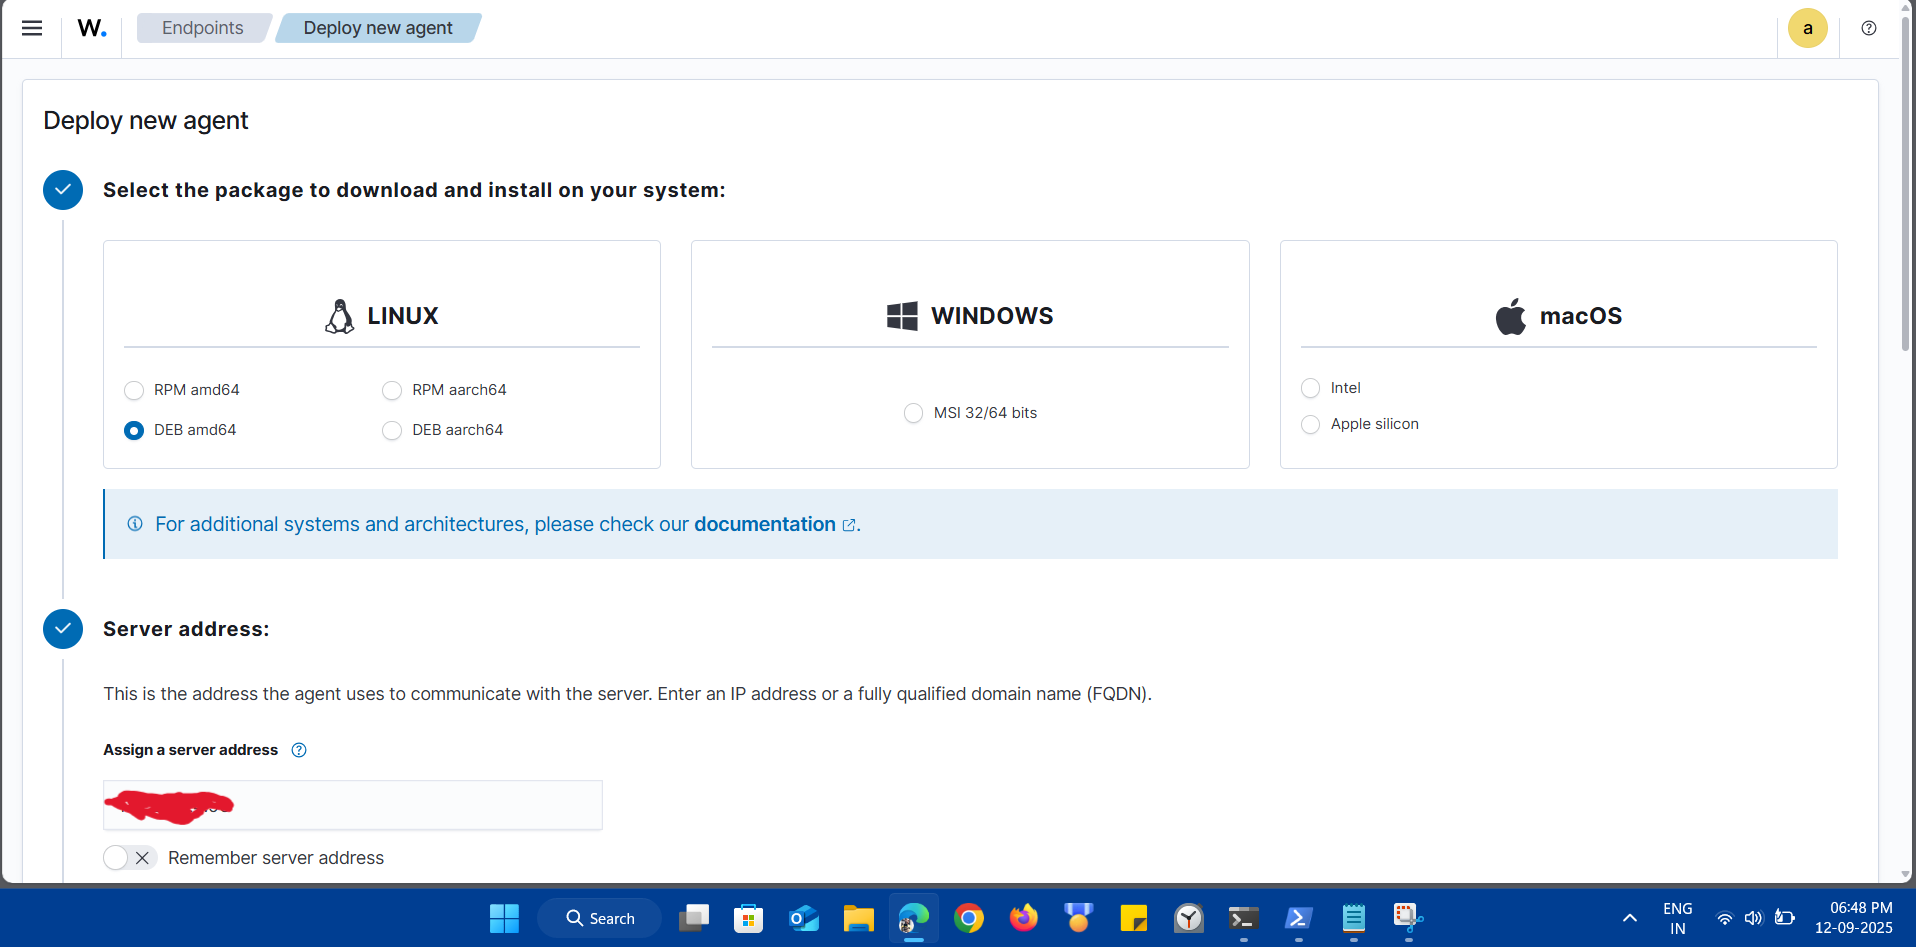 W.
Endpoints
Deploy new agent
a
Deploy new agent
Select the package to download and install on your system:
LINUX
RPM amd64
RPM aarch64
DEB amd64
DEB aarch64
WINDOWS
MSI 32/64 bits
macOS
Intel
Apple silicon
For additional systems and architectures, please check our documentation.
Server address:
This is the address the agent uses to communicate with the server. Enter an IP address or a fully qualified domain name (FQDN).
Assign a server address
Remember server address
Search
ENG
IN
06:48 PM
12-09-2025